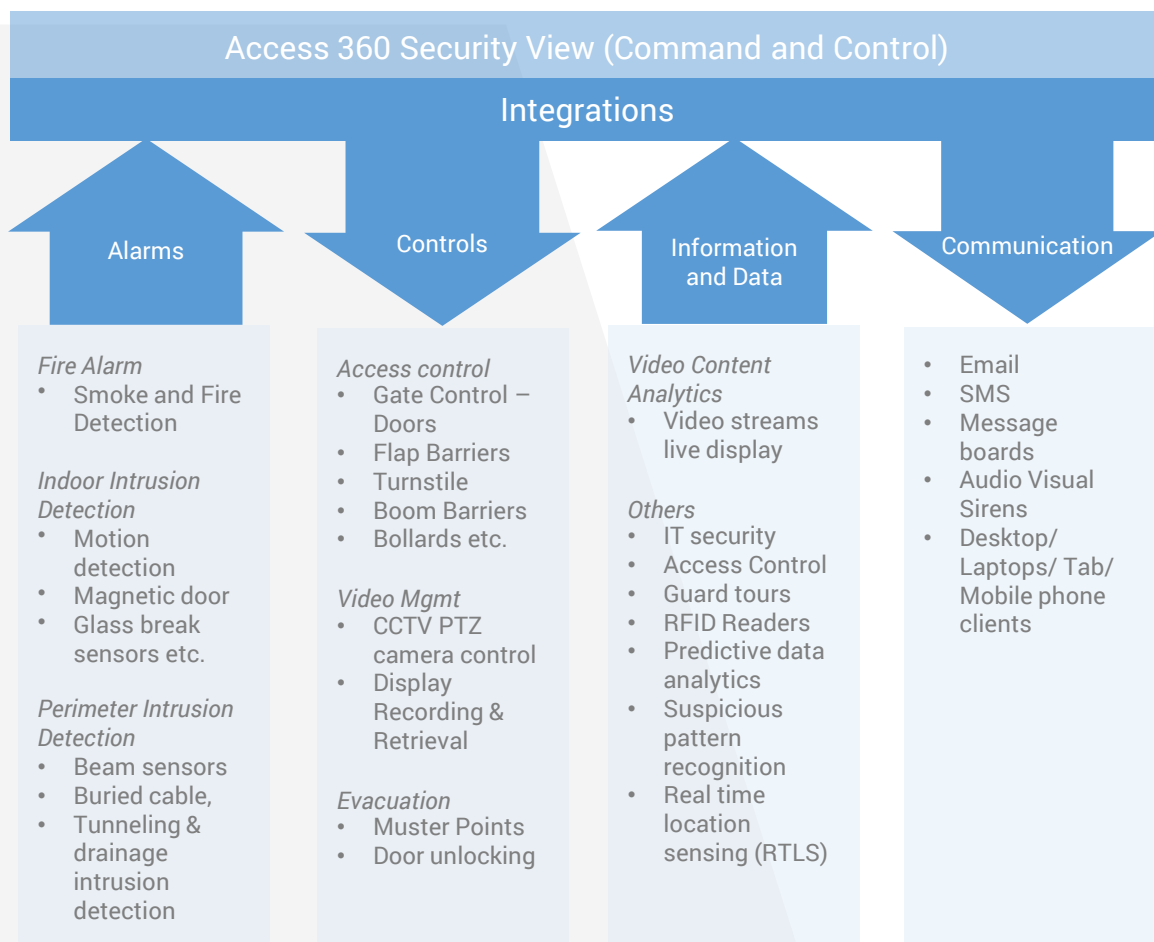 Access 360 Security View (Command and Control)
Integrations
Alarms
Fire Alarm
• Smoke and Fire
Detection
Indoor Intrusion
Detection
• Motion
detection
• Magnetic door
• Glass break
sensors etc.
Perimeter Intrusion
Detection
• Beam sensors
• Buried cable,
• Tunneling &
drainage
intrusion
detection
Controls
Access control
• Gate Control –
Doors
• Flap Barriers
• Turnstile
• Boom Barriers
• Bollards etc.
Video Mgmt
• CCTV PTZ
camera control
• Display
Recording &
Retrieval
Evacuation
• Muster Points
• Door unlocking
Information
and Data
Video Content
Analytics
• Video streams
live display
Others
• IT security
• Access Control
• Guard tours
• RFID Readers
• Predictive data
analytics
• Suspicious
pattern
recognition
• Real time
location
sensing (RTLS)
Communication
• Email
• SMS
• Message
boards
• Audio Visual
Sirens
• Desktop/
Laptops/ Tab/
Mobile phone
clients